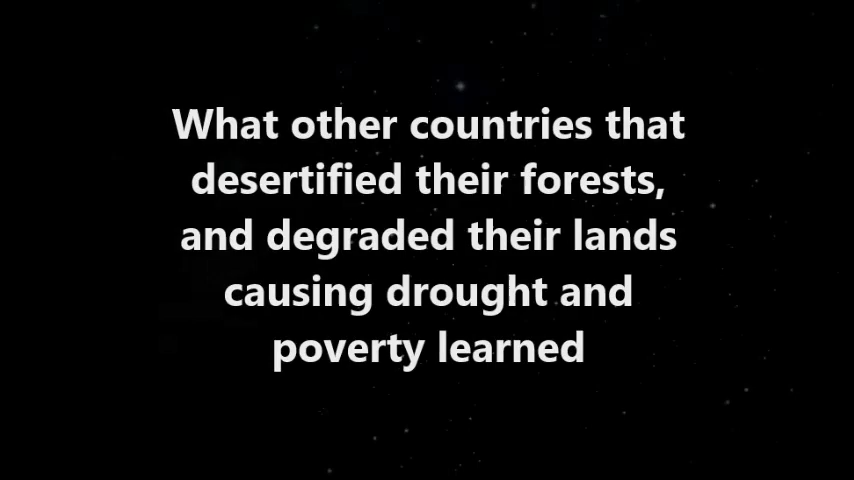 What other countries that
desertified their forests,
and degraded their lands
causing drought and
poverty learned